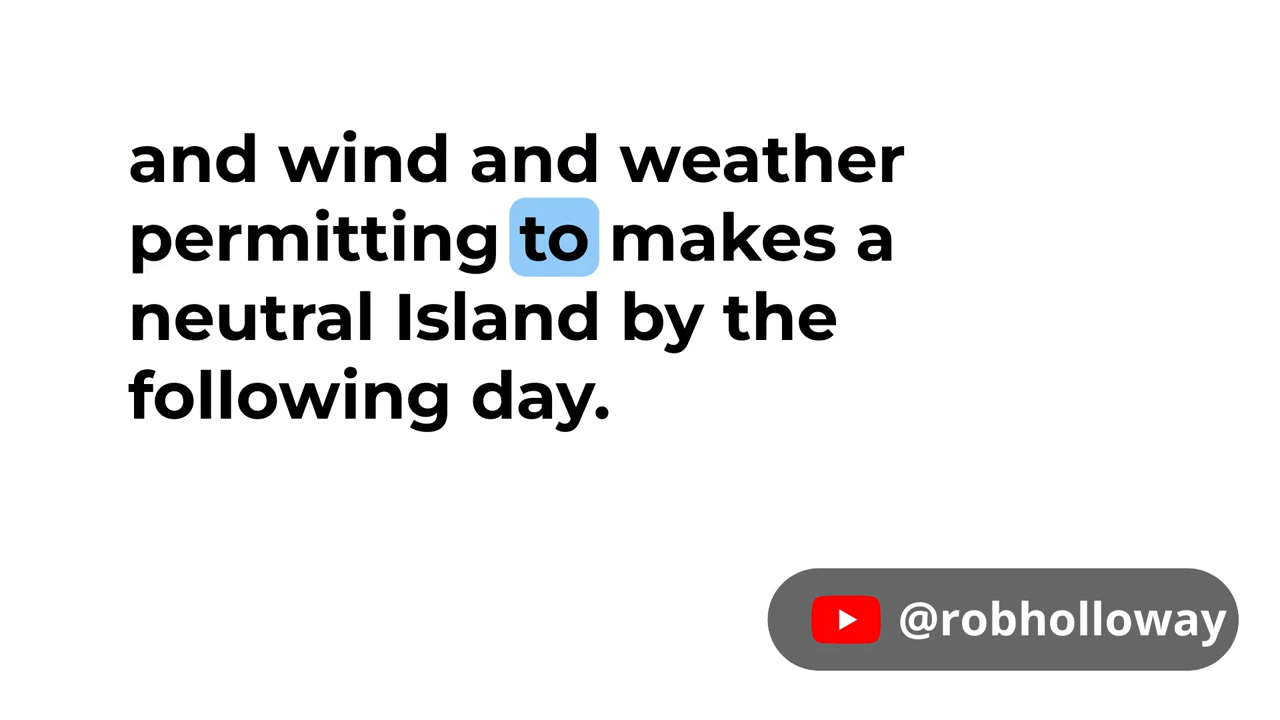 and wind and weather
permitting to makes a
neutral Island by the
following day.
@robholloway